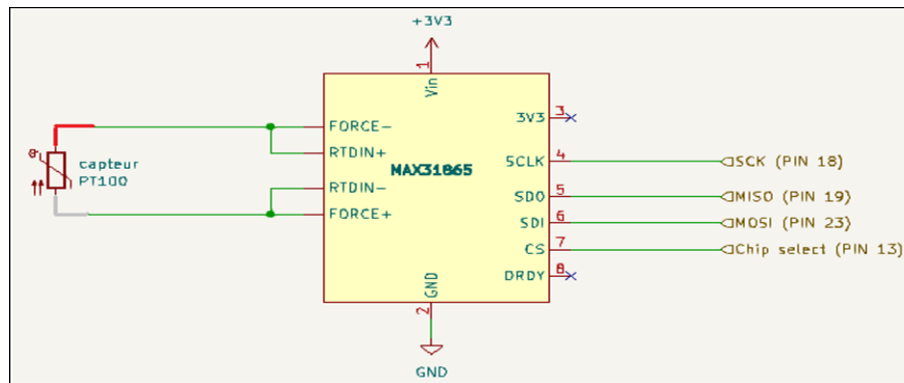 +3V3
1
Vin
FORCE-
RTDIN+
RTDIN-
FORCE+
MAX31865
3V3 3
SCLK 4
SDO 5
SDI 6
CS 7
DRDY 8
GND
2
GND
capteur
PT100
SCK (PIN 18)
MISO (PIN 19)
MOSI (PIN 23)
Chip select (PIN 13)